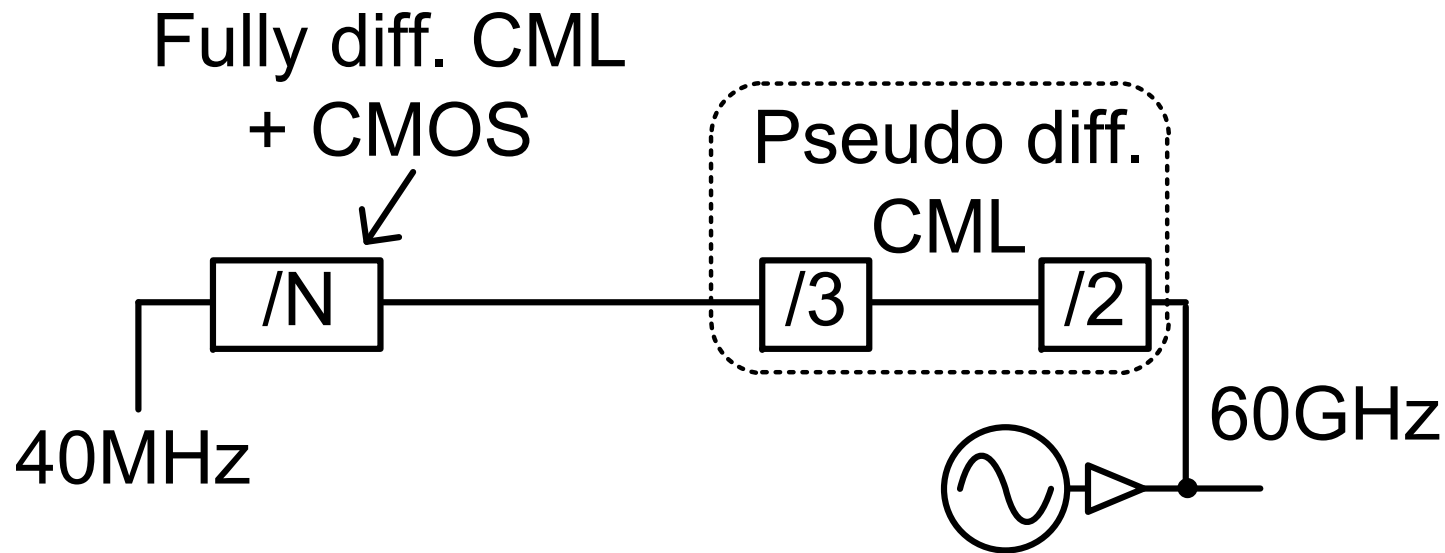 Fully diff. CML
+ CMOS
Pseudo diff.
CML
/N
/3
/2
40MHz
60GHz